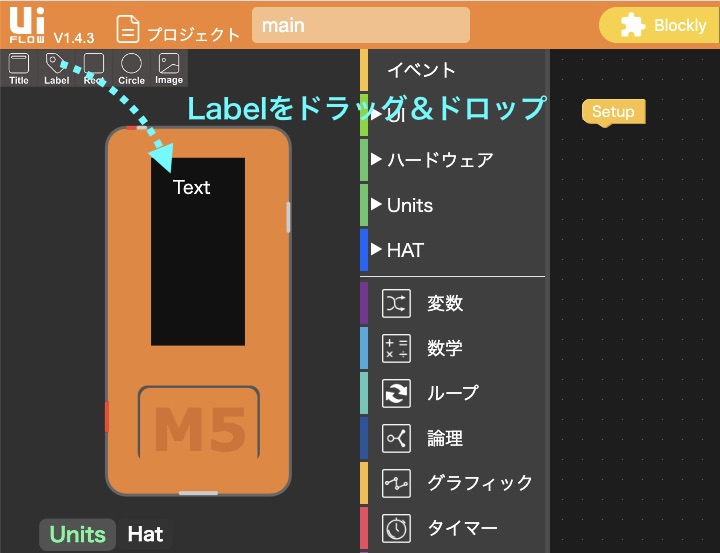 Ui
FLOW V1.4.3
プロジェクト
main
Blockly
Title Label Rect Circle Image
Labelをドラッグ＆ドロップ
Text
M5
Units Hat
イベント
UI
ハードウェア
Units
HAT
変数
数学
ループ
論理
グラフィック
タイマー
Setup